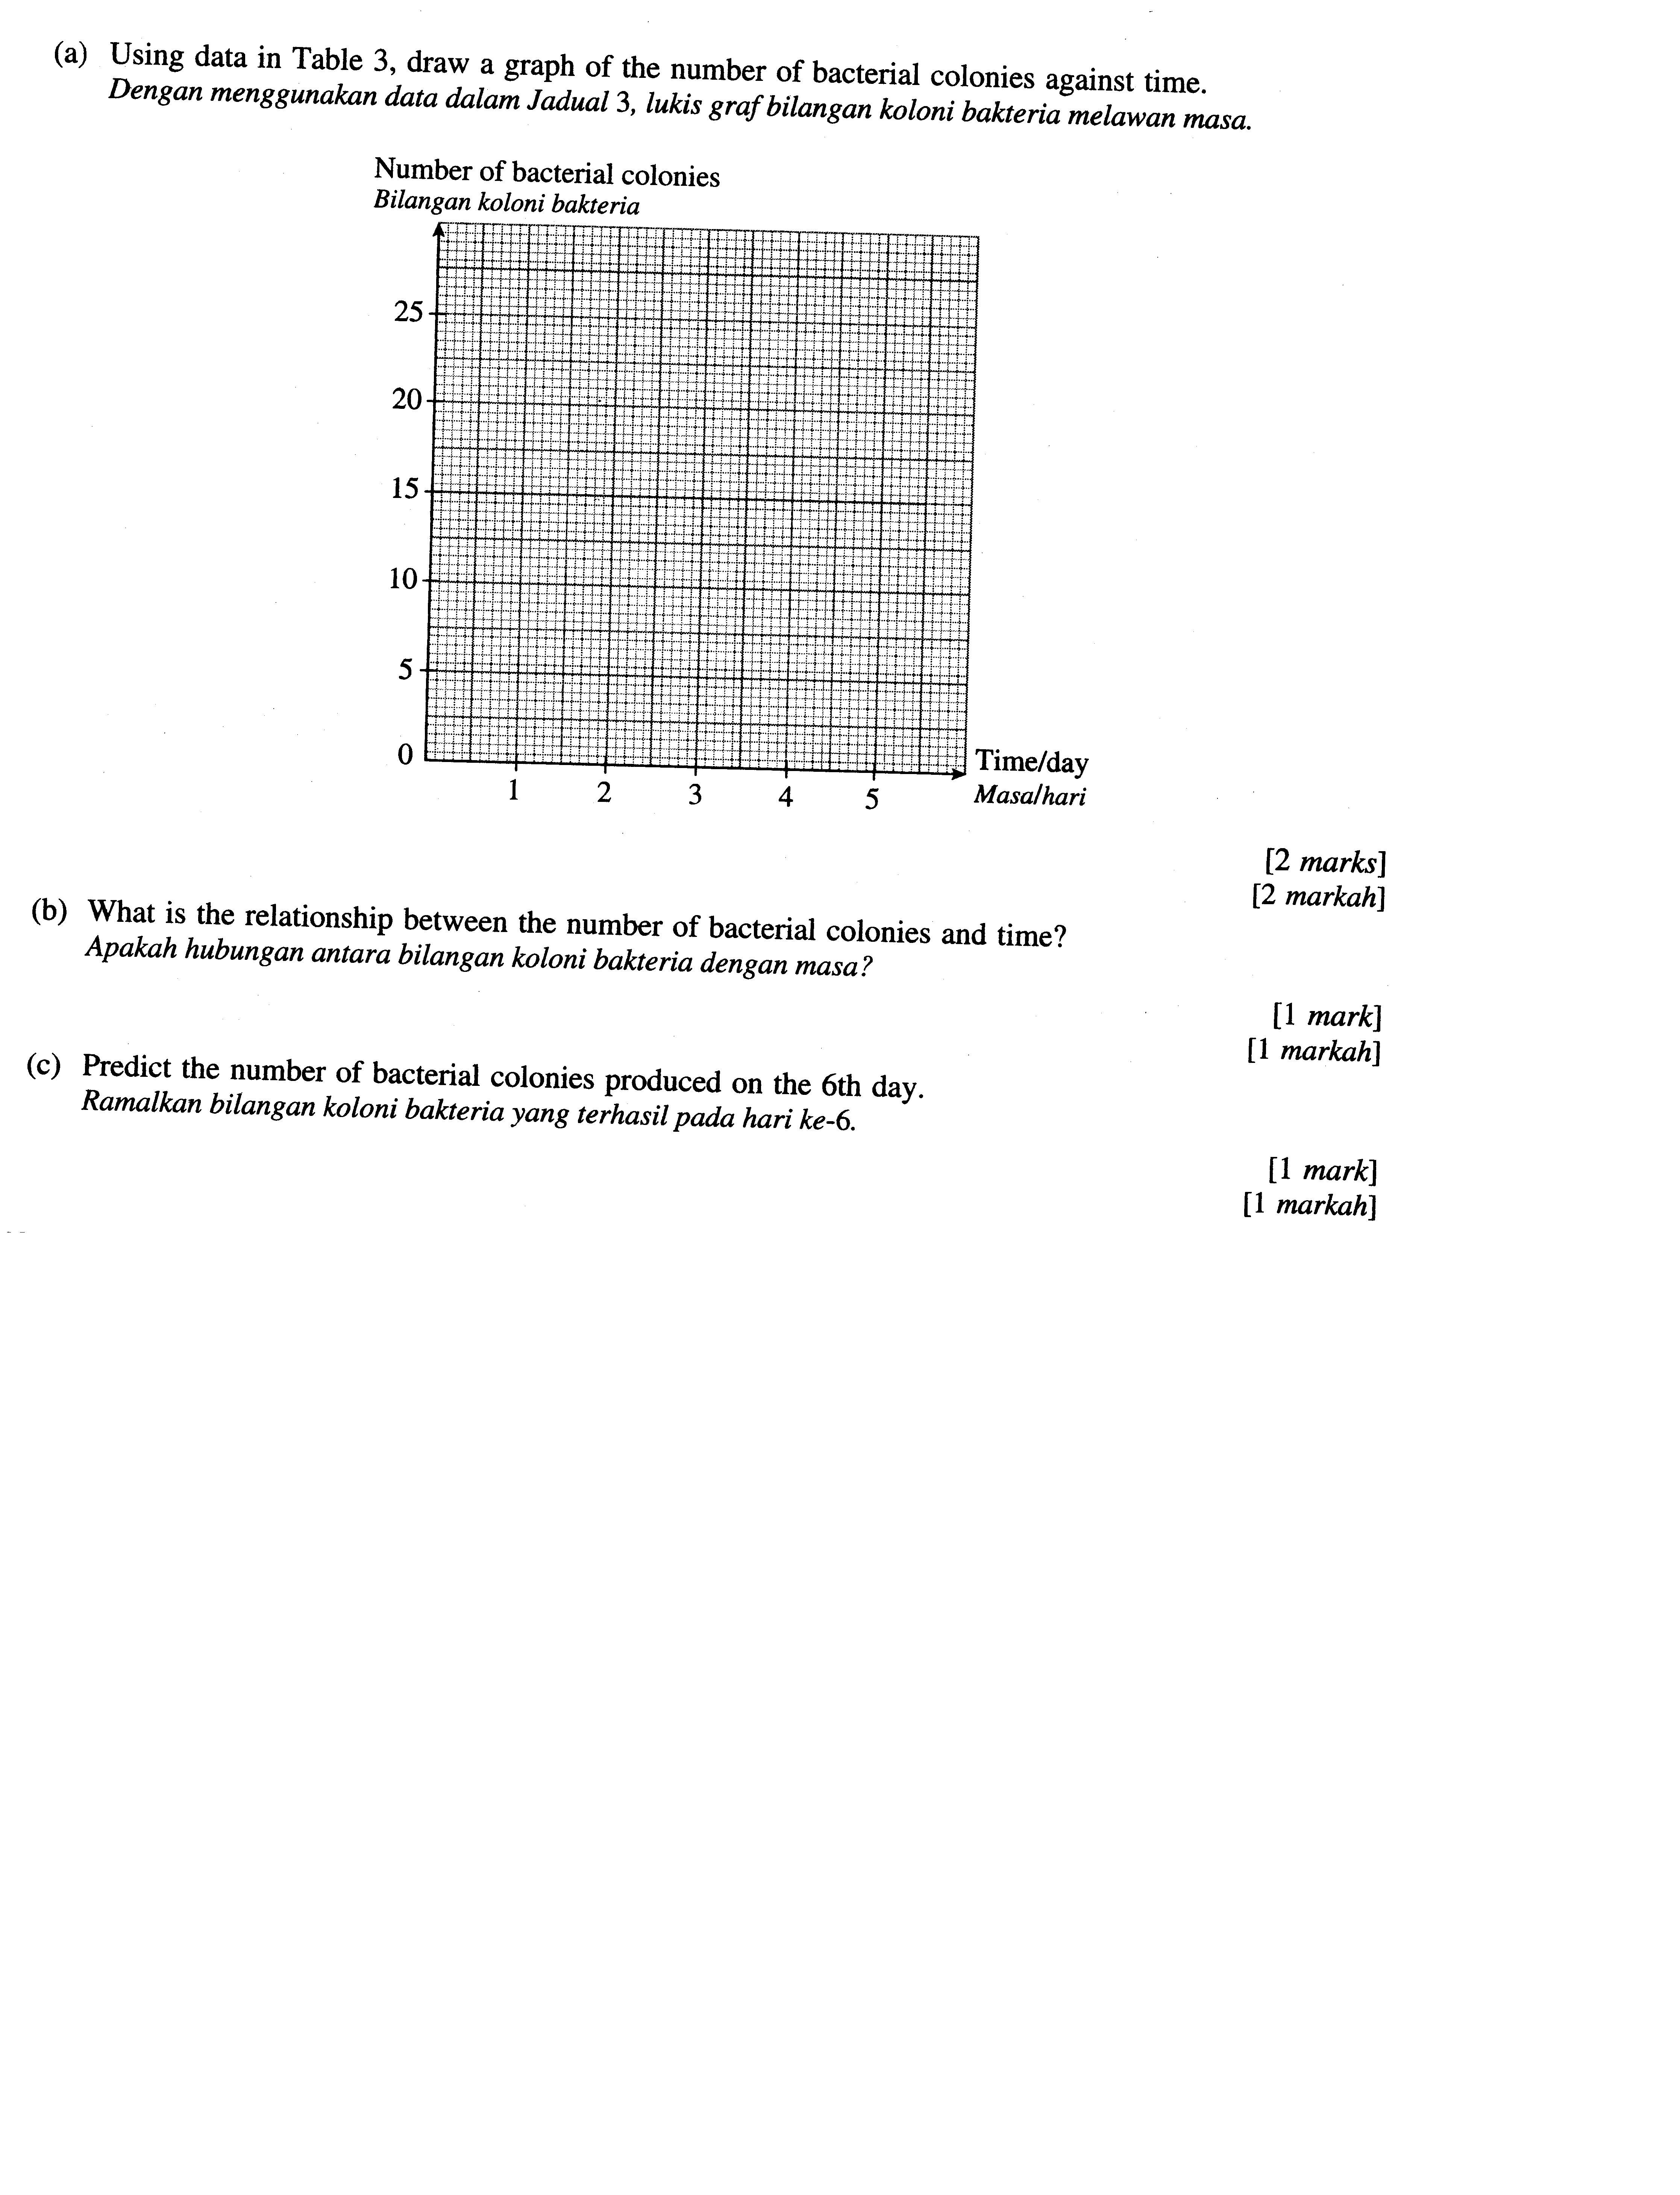 (a) Using data in Table 3, draw a graph of the number of bacterial colonies against time.
Dengan menggunakan data dalam Jadual 3, lukis graf bilangan koloni bakteria melawan masa.
Number of bacterial colonies
Bilangan koloni bakteria
25
20
15
10
5
0
1 2 3 4 5
Time/day
Masa/hari
[2 marks]
[2 markah]
(b) What is the relationship between the number of bacterial colonies and time?
Apakah hubungan antara bilangan koloni bakteria dengan masa?
[1 mark]
[1 markah]
(c) Predict the number of bacterial colonies produced on the 6th day.
Ramalkan bilangan koloni bakteria yang terhasil pada hari ke-6.
[1 mark]
[1 markah]